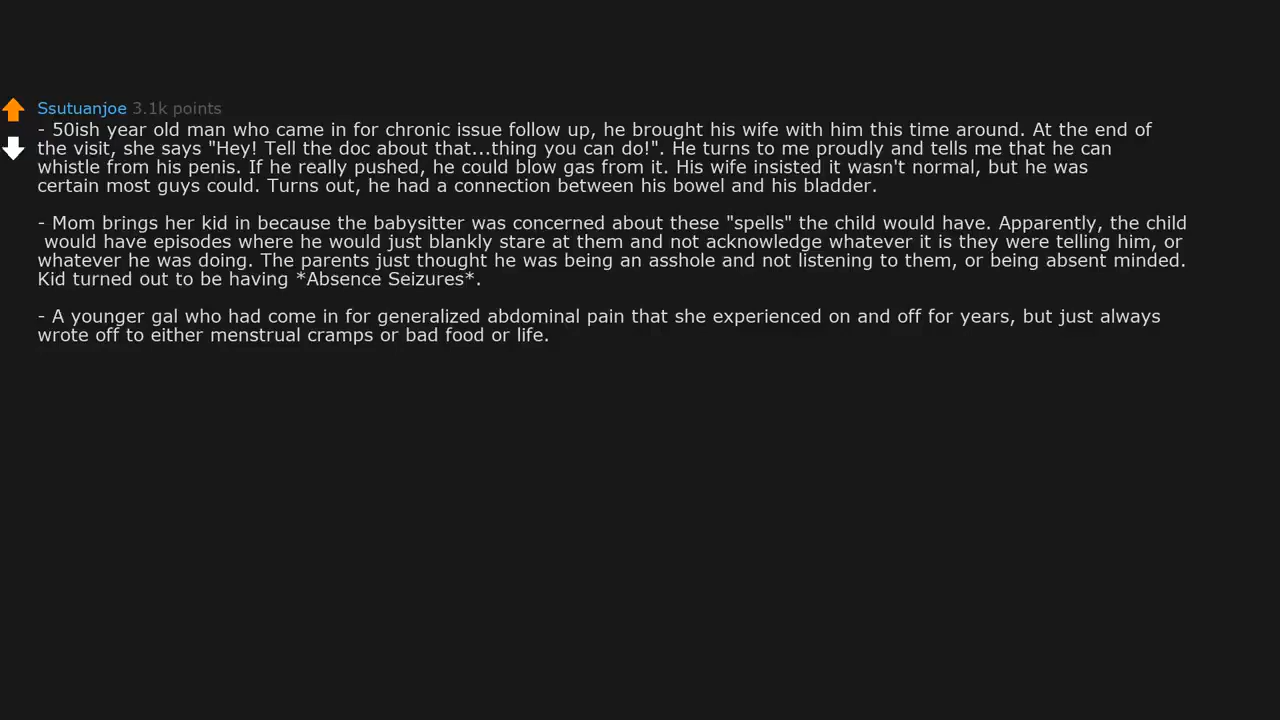 Ssutuanjoe 3.1k points
- 50ish year old man who came in for chronic issue follow up, he brought his wife with him this time around. At the end of
the visit, she says "Hey! Tell the doc about that...thing you can do!". He turns to me proudly and tells me that he can
whistle from his penis. If he really pushed, he could blow gas from it. His wife insisted it wasn't normal, but he was
certain most guys could. Turns out, he had a connection between his bowel and his bladder.
- Mom brings her kid in because the babysitter was concerned about these "spells" the child would have. Apparently, the child
would have episodes where he would just blankly stare at them and not acknowledge whatever it is they were telling him, or
whatever he was doing. The parents just thought he was being an asshole and not listening to them, or being absent minded.
Kid turned out to be having *Absence Seizures*.
- A younger gal who had come in for generalized abdominal pain that she experienced on and off for years, but just always
wrote off to either menstrual cramps or bad food or life.